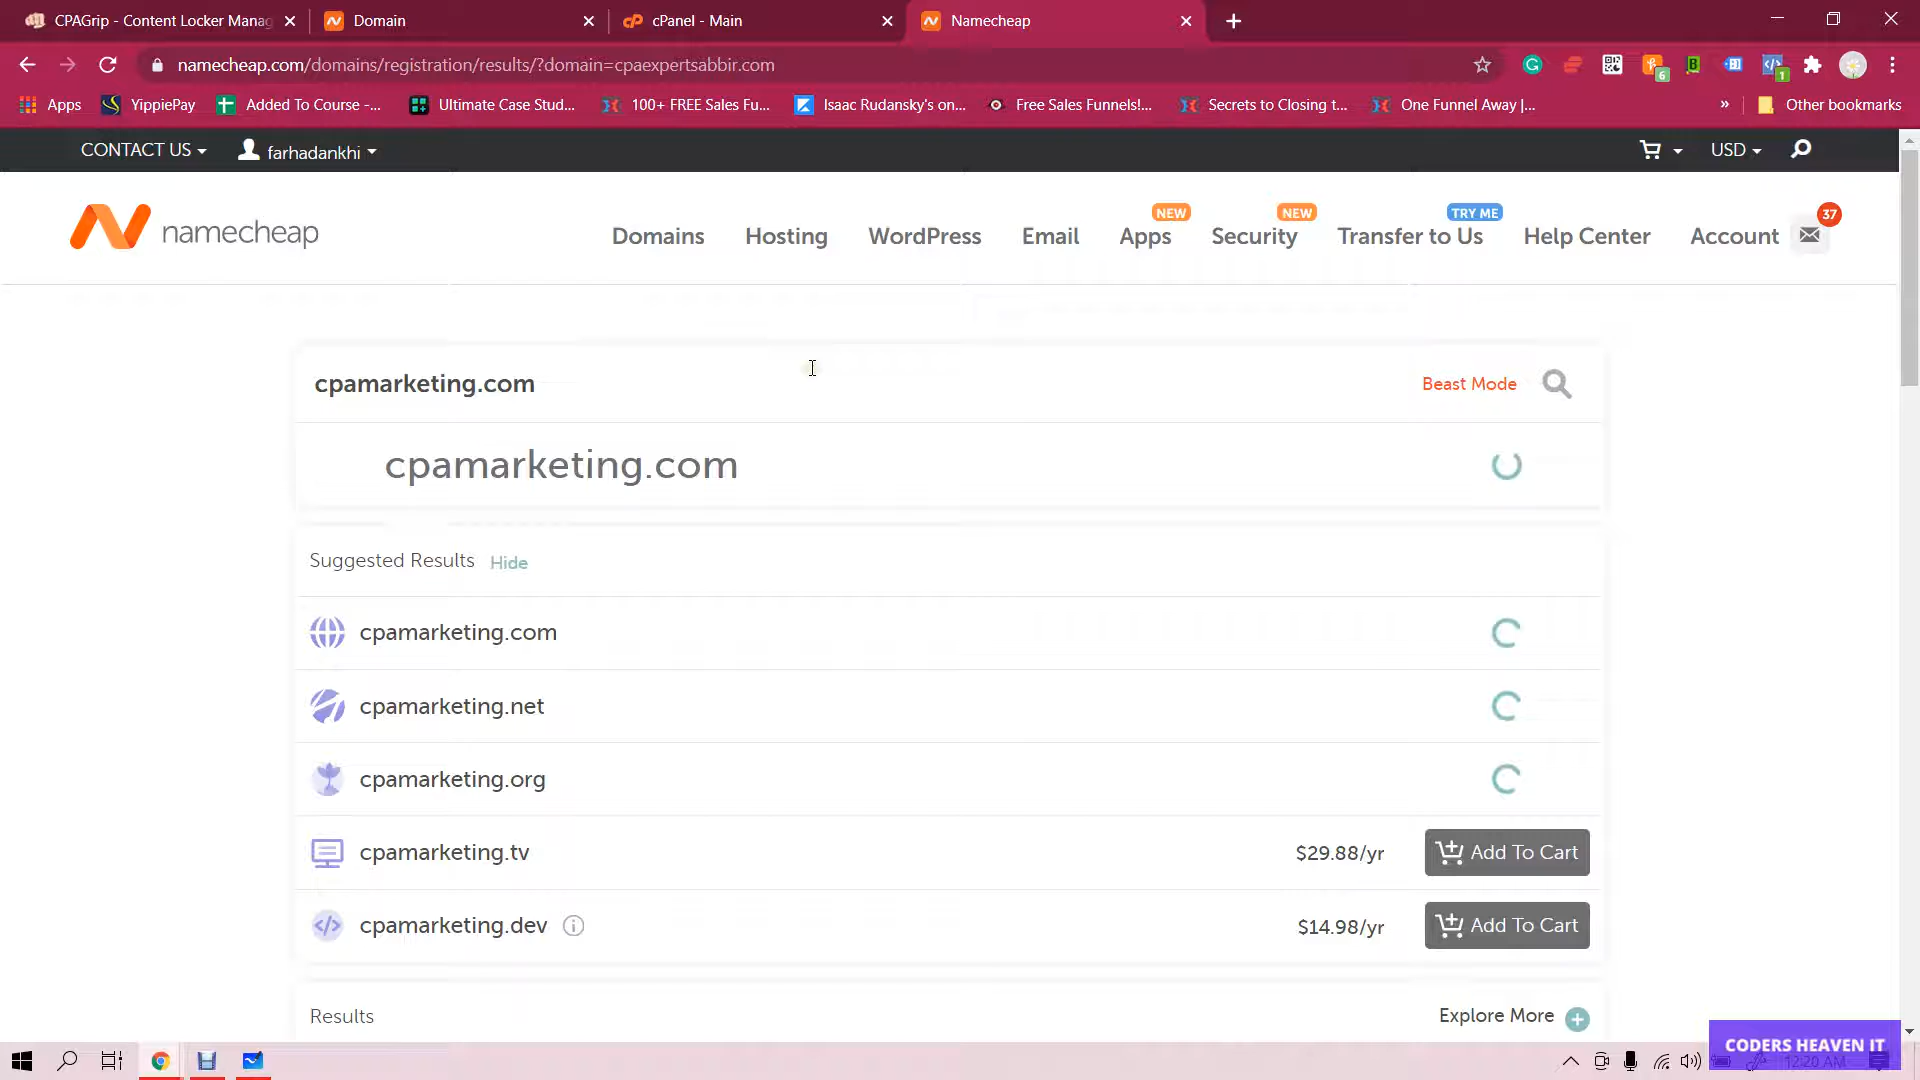 CPAGrip - Content Locker Manag
Domain
cPanel - Main
Namecheap
namecheap.com/domains/registration/results/?domain=cpaexpertsabbir.com
6
1
Apps
YippiePay
Added To Course -...
Ultimate Case Stud...
100+ FREE Sales Fu...
Isaac Rudansky's on...
Free Sales Funnels!...
Secrets to Closing t...
One Funnel Away |...
»
Other bookmarks
CONTACT US
farhadankhi
USD
namecheap
Domains
Hosting
WordPress
Email
NEW
Apps
NEW
Security
TRY ME
Transfer to Us
Help Center
Account
37
cpamarketing.com
Beast Mode
cpamarketing.com
Suggested Results
Hide
cpamarketing.com
cpamarketing.net
cpamarketing.org
cpamarketing.tv
$29.88/yr
Add To Cart
cpamarketing.dev
$14.98/yr
Add To Cart
Results
Explore More
CODERS HEAVEN IT
12:20 AM